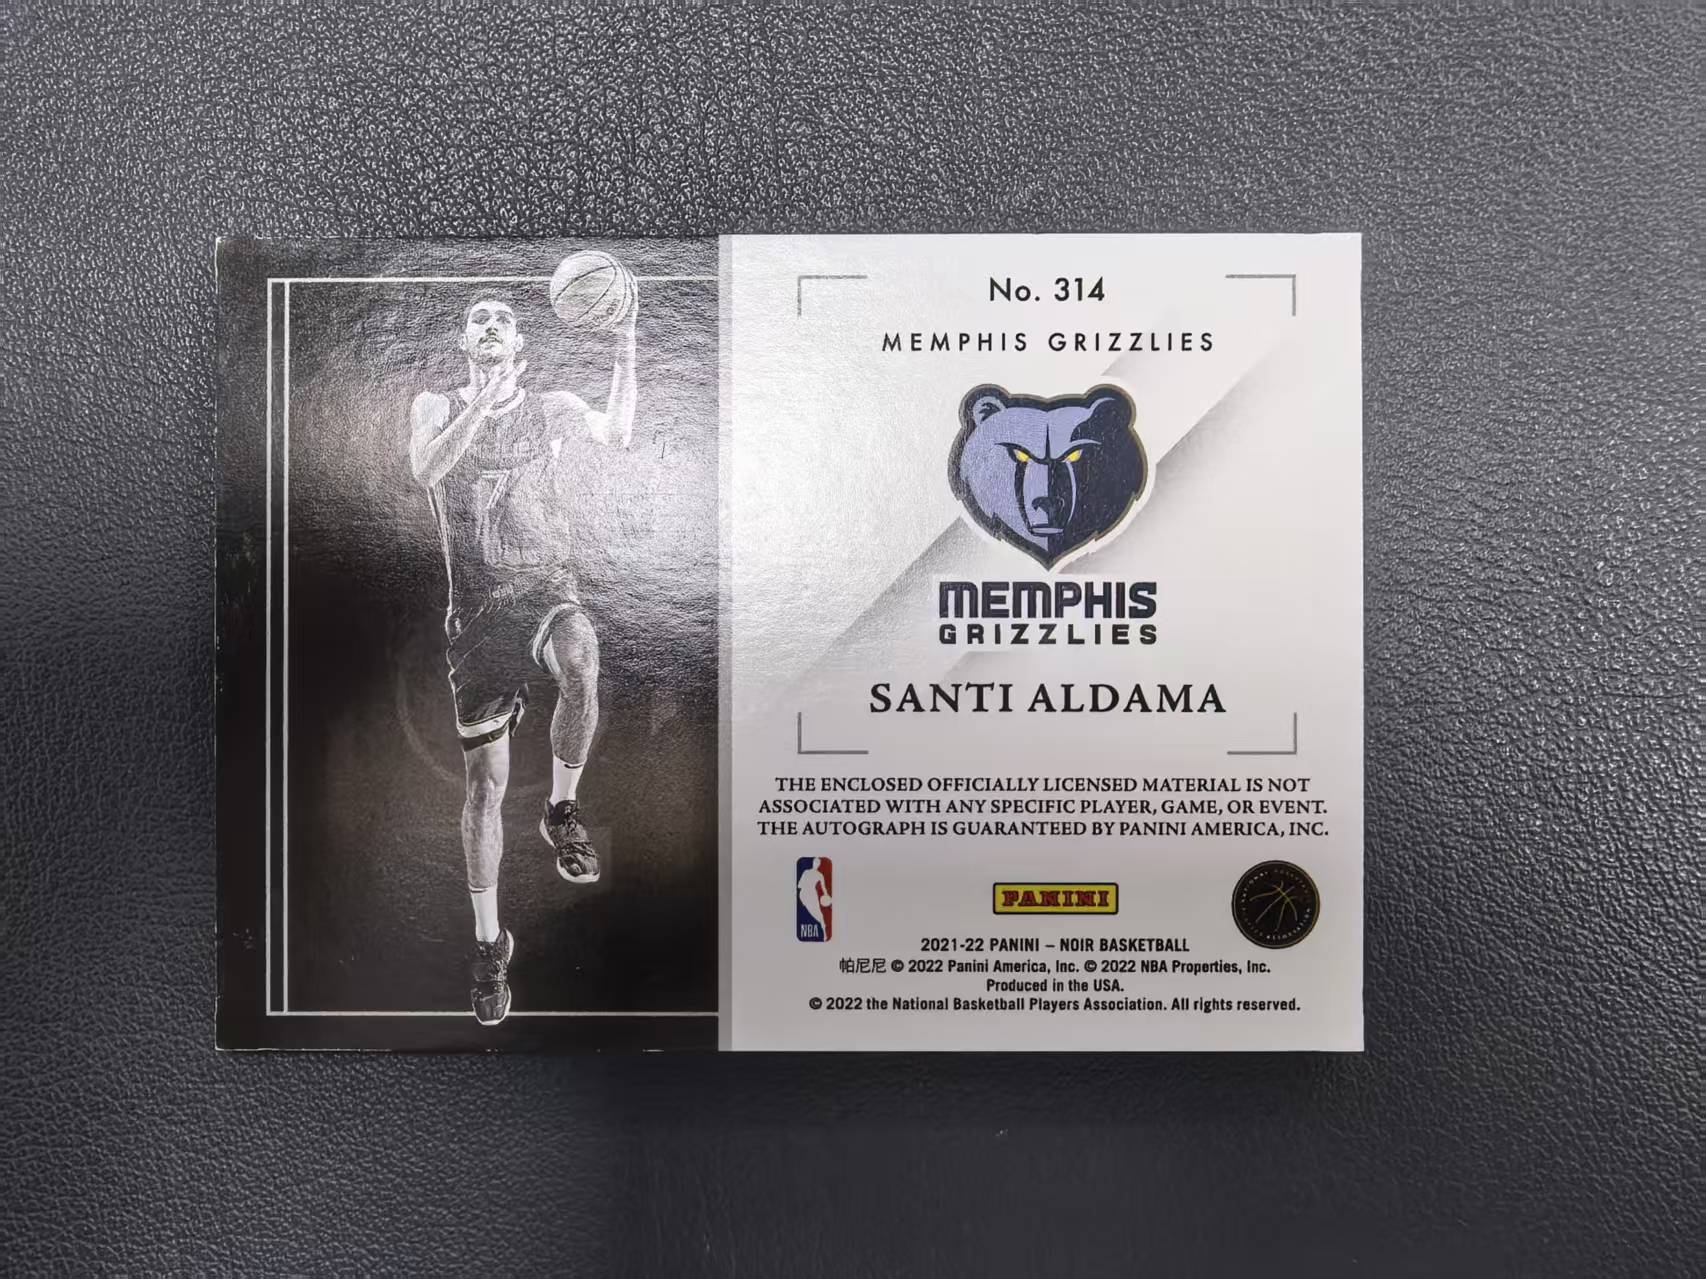 No. 314
MEMPHIS GRIZZLIES
MEMPHIS
GRIZZLIES
SANTI ALDAMA
THE ENCLOSED OFFICIALLY LICENSED MATERIAL IS NOT
ASSOCIATED WITH ANY SPECIFIC PLAYER, GAME, OR EVENT.
THE AUTOGRAPH IS GUARANTEED BY PANINI AMERICA, INC.
NBA
PANINI
2021-22 PANINI – NOIR BASKETBALL
帕尼尼 © 2022 Panini America, Inc. © 2022 NBA Properties, Inc.
Produced in the USA.
© 2022 the National Basketball Players Association. All rights reserved.